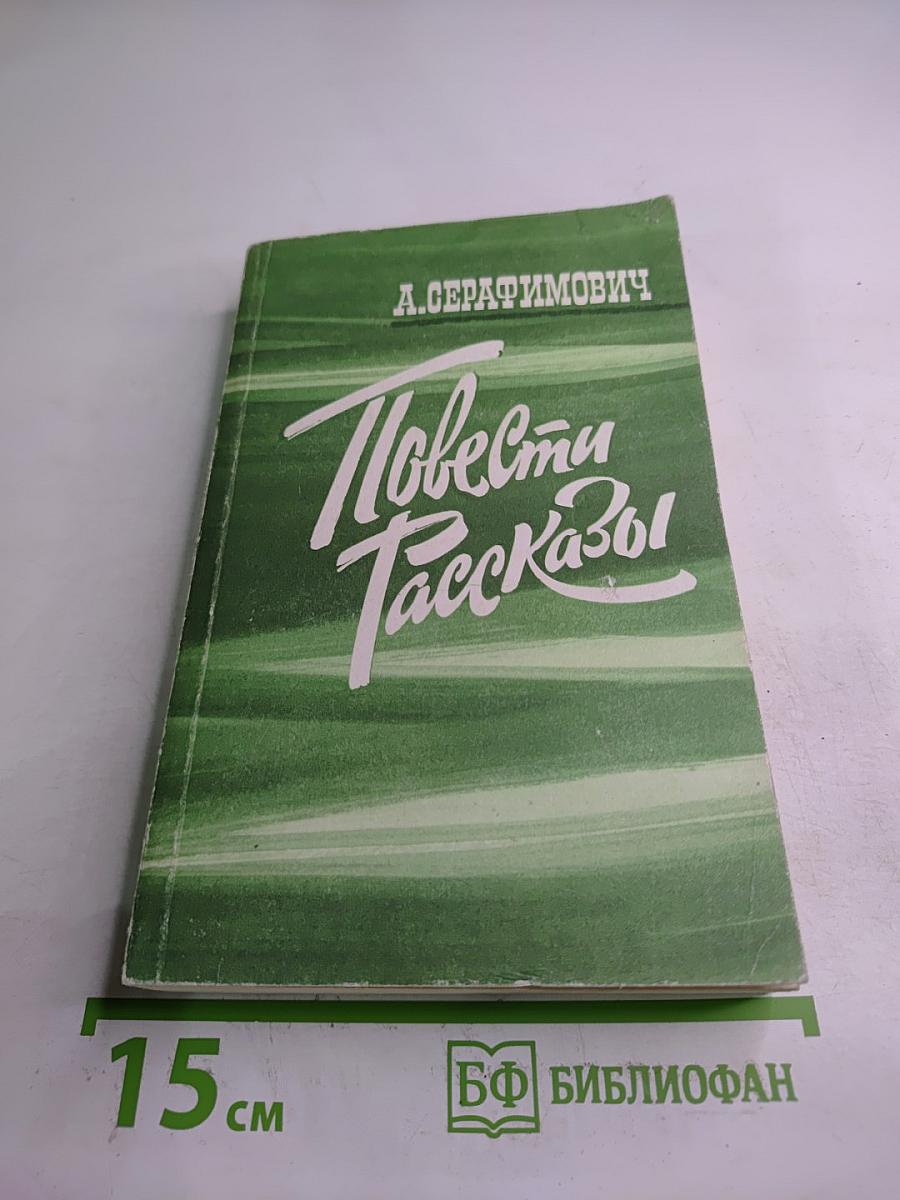 А.СЕРАФИМОВИЧ
Повести
Рассказы
15 см
БФ БИБЛИОФАН